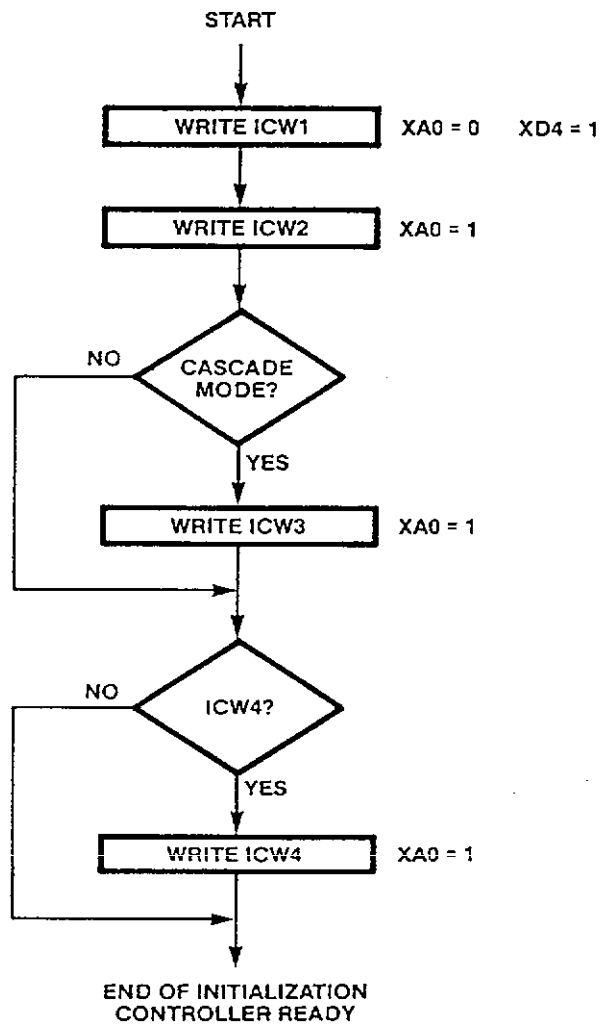 START
WRITE ICW1 XA0 = 0 XD4 = 1
WRITE ICW2 XA0 = 1
NO
CASCADE
MODE?
YES
WRITE ICW3 XA0 = 1
NO
ICW4?
YES
WRITE ICW4 XA0 = 1
END OF INITIALIZATION
CONTROLLER READY